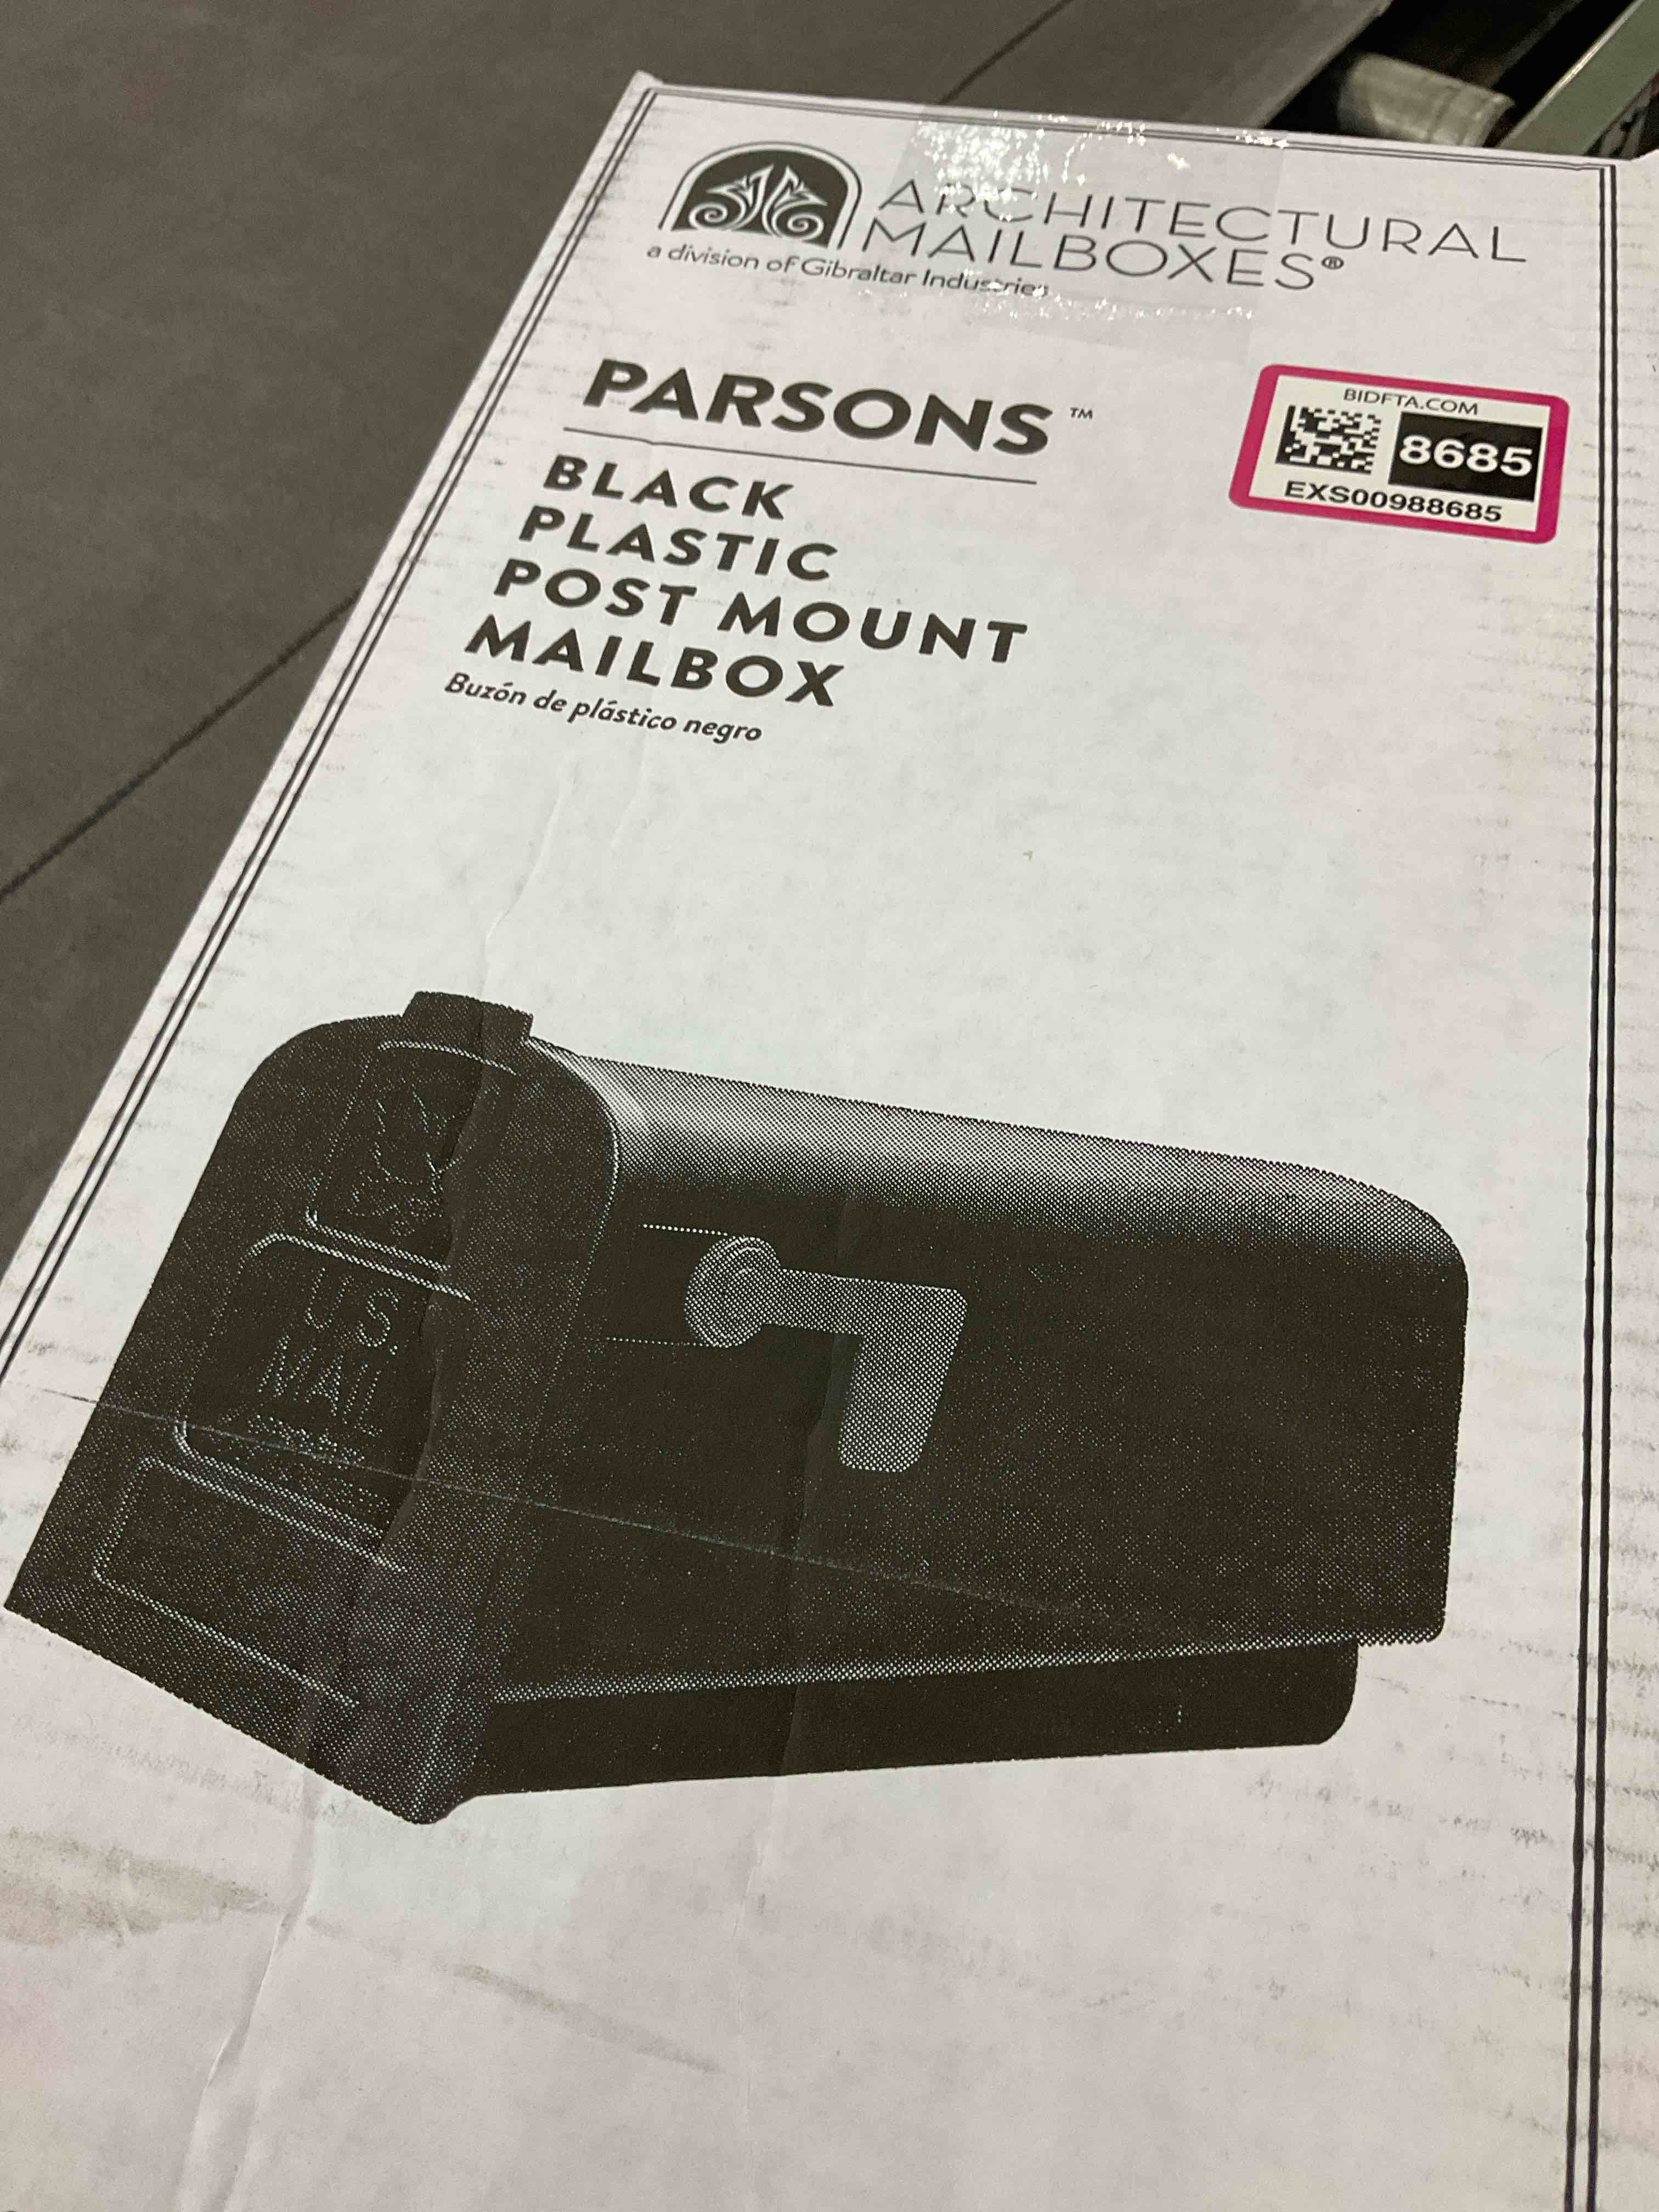 ARCHITECTURAL
MAILBOXES®
a division of Gibraltar Industries
PARSONS™
BIDFTA.COM
8685
EXS00988685
BLACK
PLASTIC
POST MOUNT
MAILBOX
Buzón de plástico negro
U.S.
MAIL